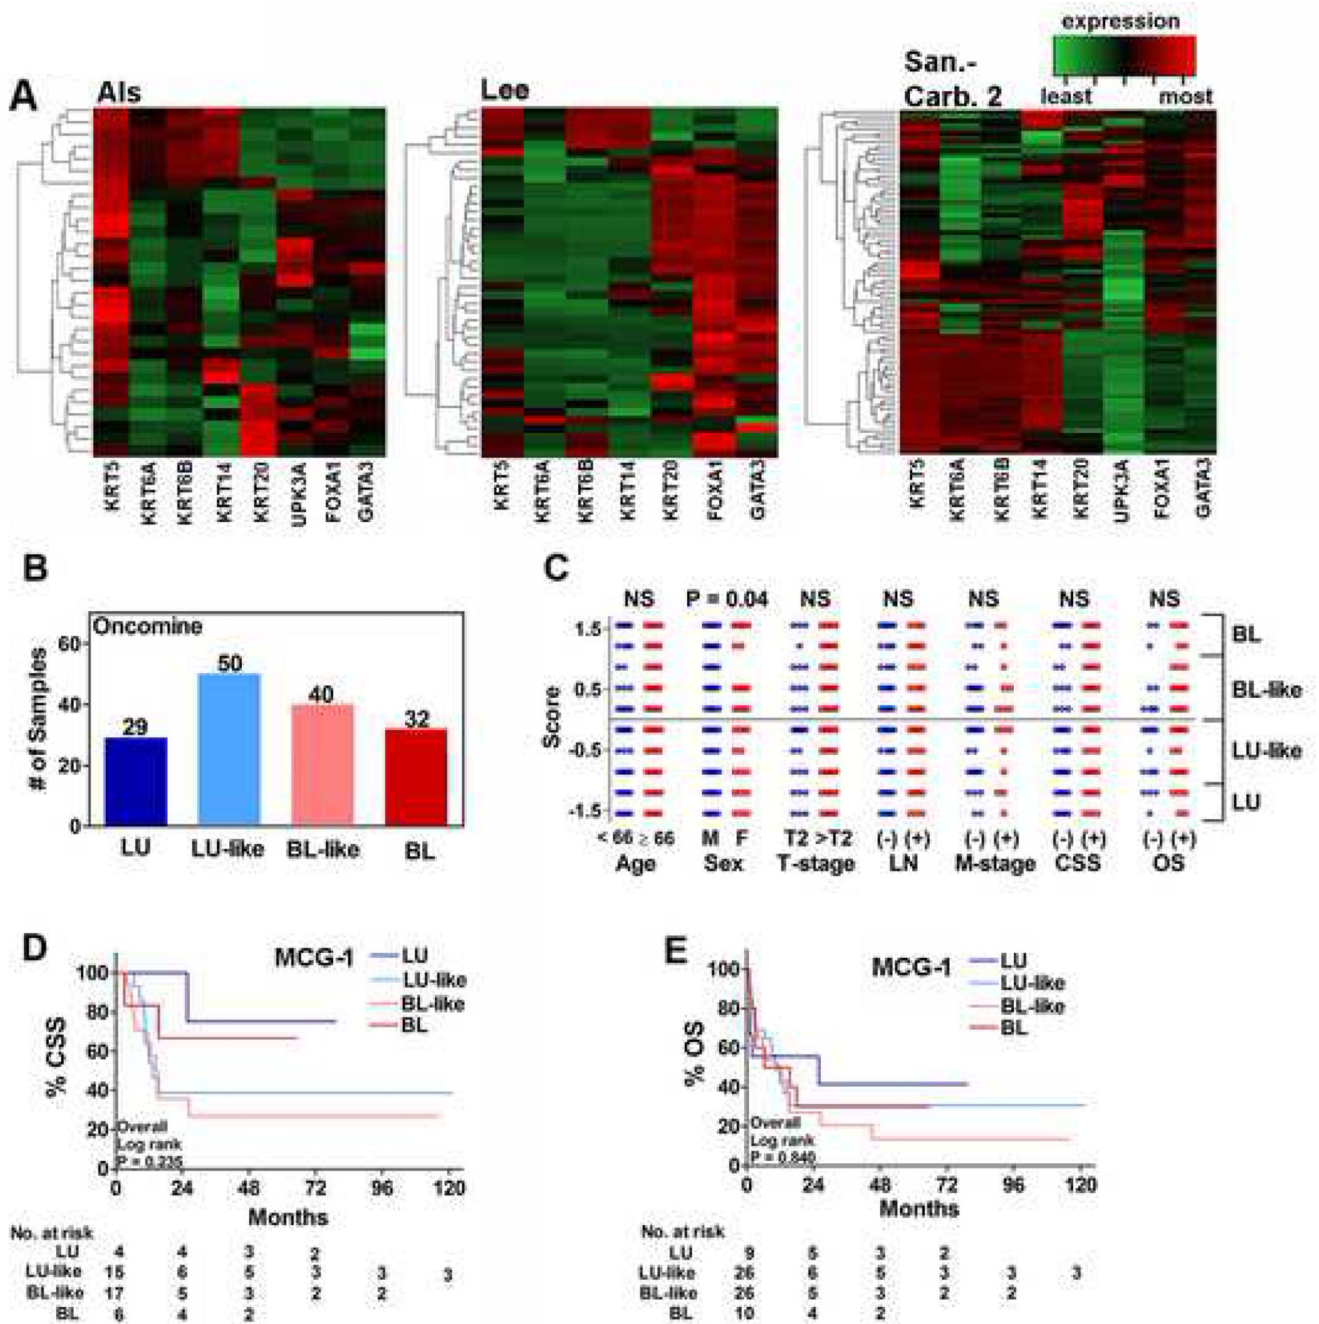 expression
least most
A
Als
Lee
San.-
Carb. 2
KRT5 KRT6A KRT6B KRT14 KRT20 UPK3A FOXA1 GATA3
KRT5 KRT6A KRT6B KRT14 KRT20 FOXA1 GATA3
KRT5 KRT6A KRT6B KRT14 KRT20 UPK3A FOXA1 GATA3
B
Oncomine
# of Samples
60
40
20
0
29 50 40 32
LU LU-like BL-like BL
C
NS P = 0.04 NS NS NS NS NS
Score
1.5
0.5
-0.5
-1.5
BL
BL-like
LU-like
LU
< 66 ≥ 66 M F T2 >T2 (-) (+) (-) (+) (-) (+) (-) (+)
Age Sex T-stage LN M-stage CSS OS
D
MCG-1
LU
LU-like
BL-like
BL
% CSS
100
80
60
40
20
0
Overall
Log rank
P = 0.235
0 24 48 72 96 120
Months
No. at risk
LU 4 4 3 2
LU-like 15 6 5 3 3 3
BL-like 17 5 3 2 2
BL 6 4 2
E
MCG-1
LU
LU-like
BL-like
BL
% OS
100
80
60
40
20
0
Overall
Log rank
P = 0.840
0 24 48 72 96 120
Months
No. at risk
LU 9 5 3 2
LU-like 26 6 5 3 3 3
BL-like 26 5 3 2 2
BL 10 4 2